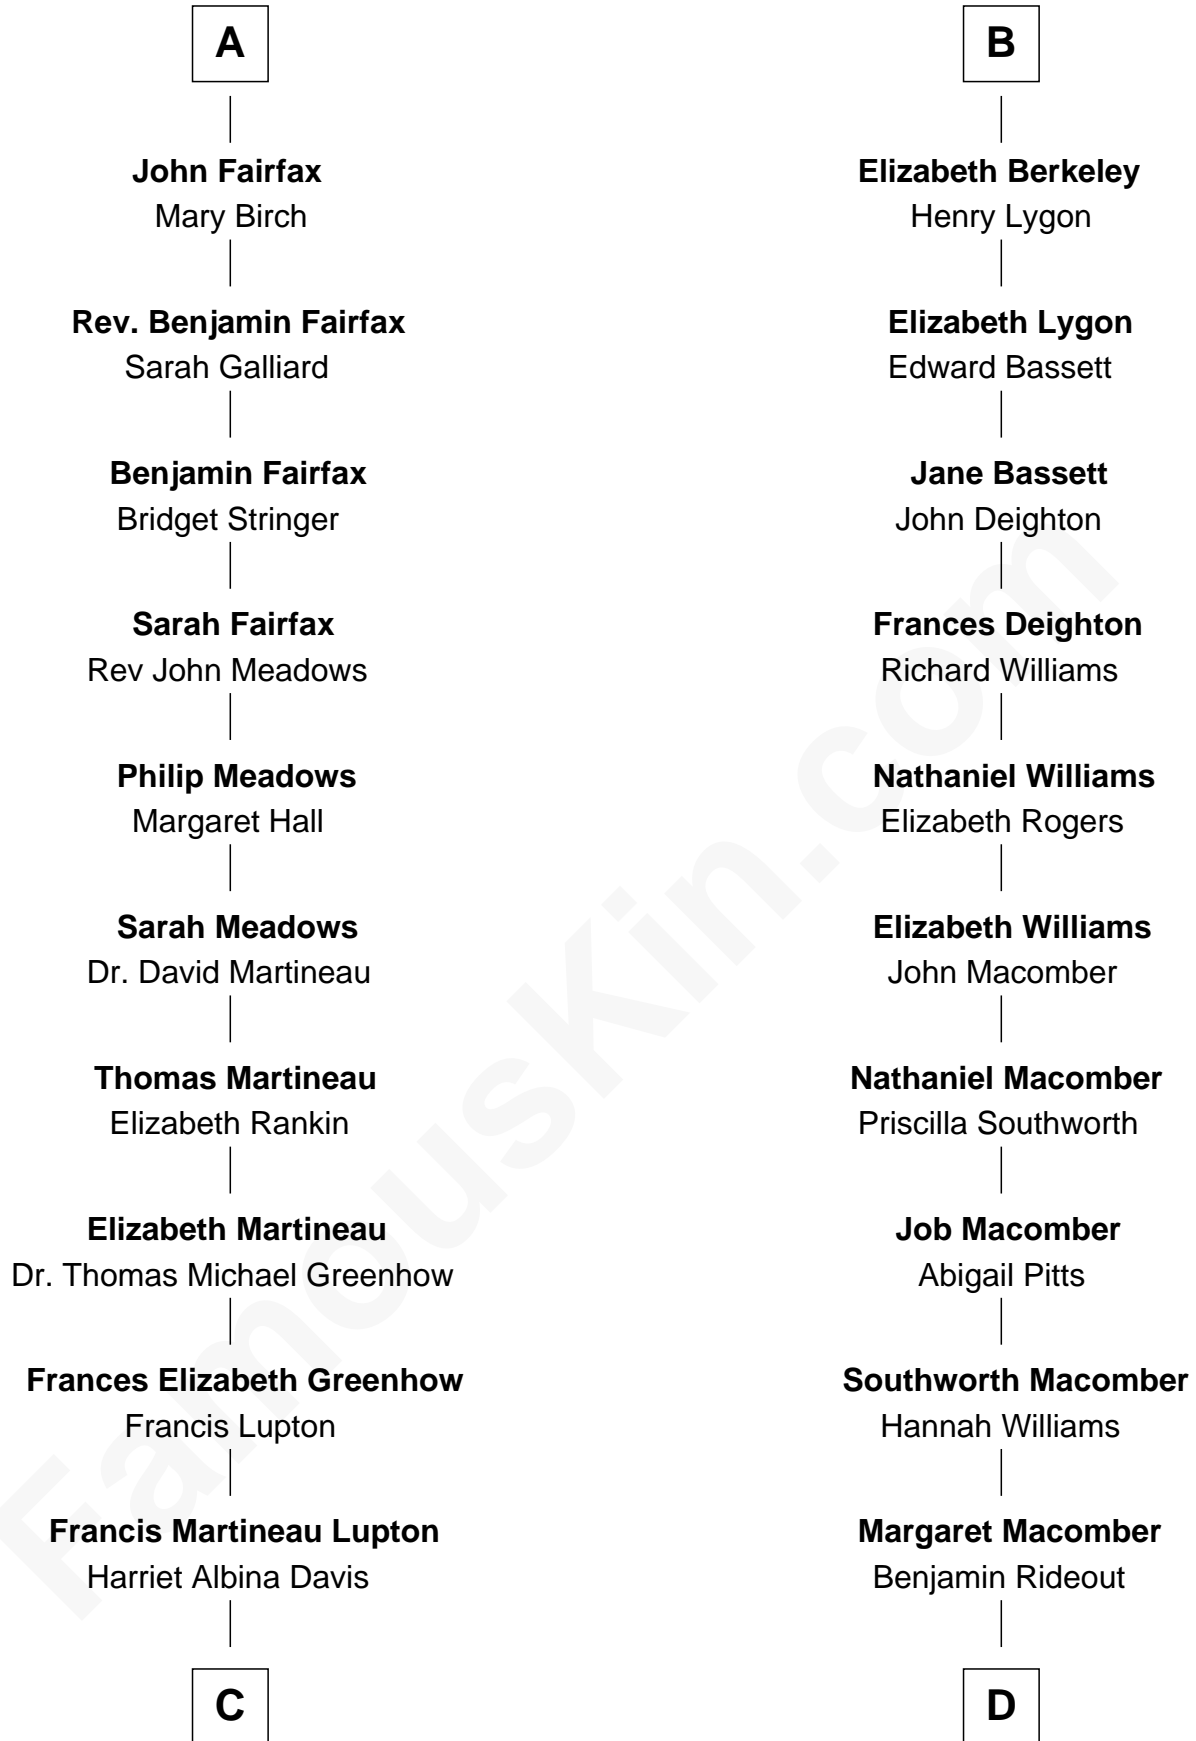 A
John Fairfax
Mary Birch
Rev. Benjamin Fairfax
Sarah Galliard
Benjamin Fairfax
Bridget Stringer
Sarah Fairfax
Rev John Meadows
Philip Meadows
Margaret Hall
Sarah Meadows
Dr. David Martineau
Thomas Martineau
Elizabeth Rankin
Elizabeth Martineau
Dr. Thomas Michael Greenhow
Frances Elizabeth Greenhow
Francis Lupton
Francis Martineau Lupton
Harriet Albina Davis
C
B
Elizabeth Berkeley
Henry Lygon
Elizabeth Lygon
Edward Bassett
Jane Bassett
John Deighton
Frances Deighton
Richard Williams
Nathaniel Williams
Elizabeth Rogers
Elizabeth Williams
John Macomber
Nathaniel Macomber
Priscilla Southworth
Job Macomber
Abigail Pitts
Southworth Macomber
Hannah Williams
Margaret Macomber
Benjamin Rideout
D
FamousKin.com